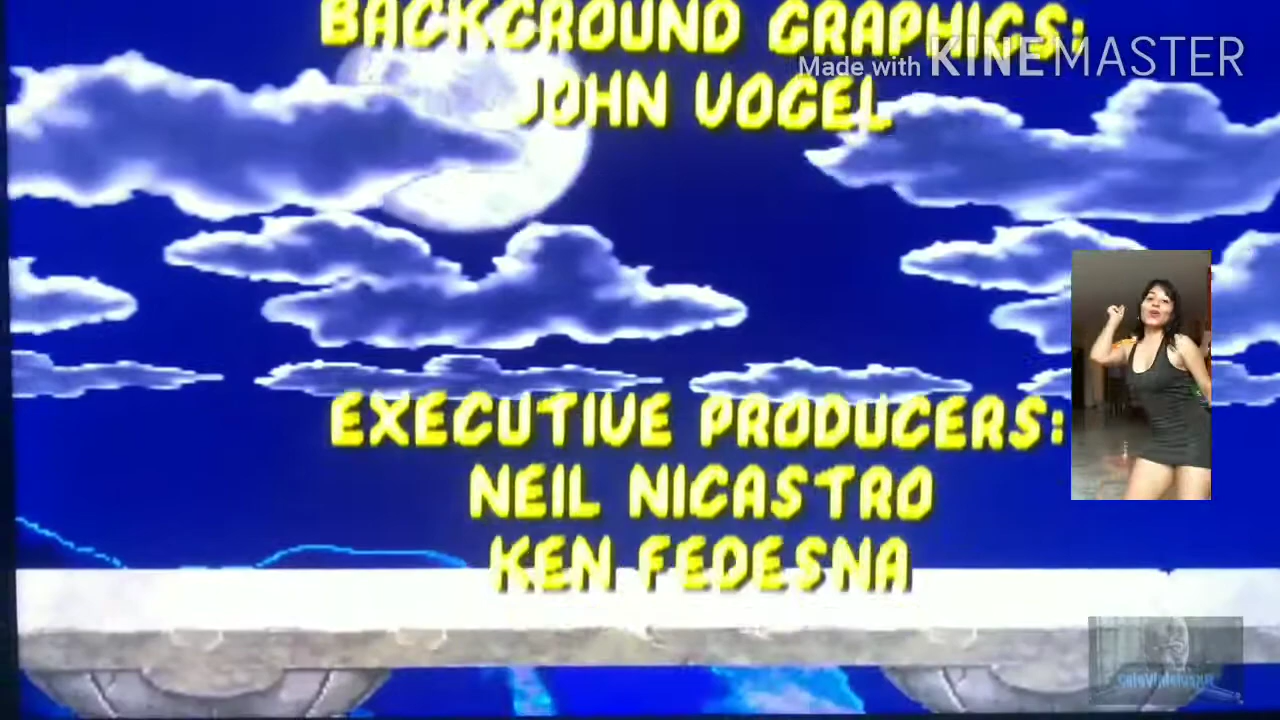 BACKGROUND GRAPHICS:
Made with KINEMASTER
JOHN VOGEL
EXECUTIVE PRODUCERS:
NEIL NICASTRO
KEN FEDESNA